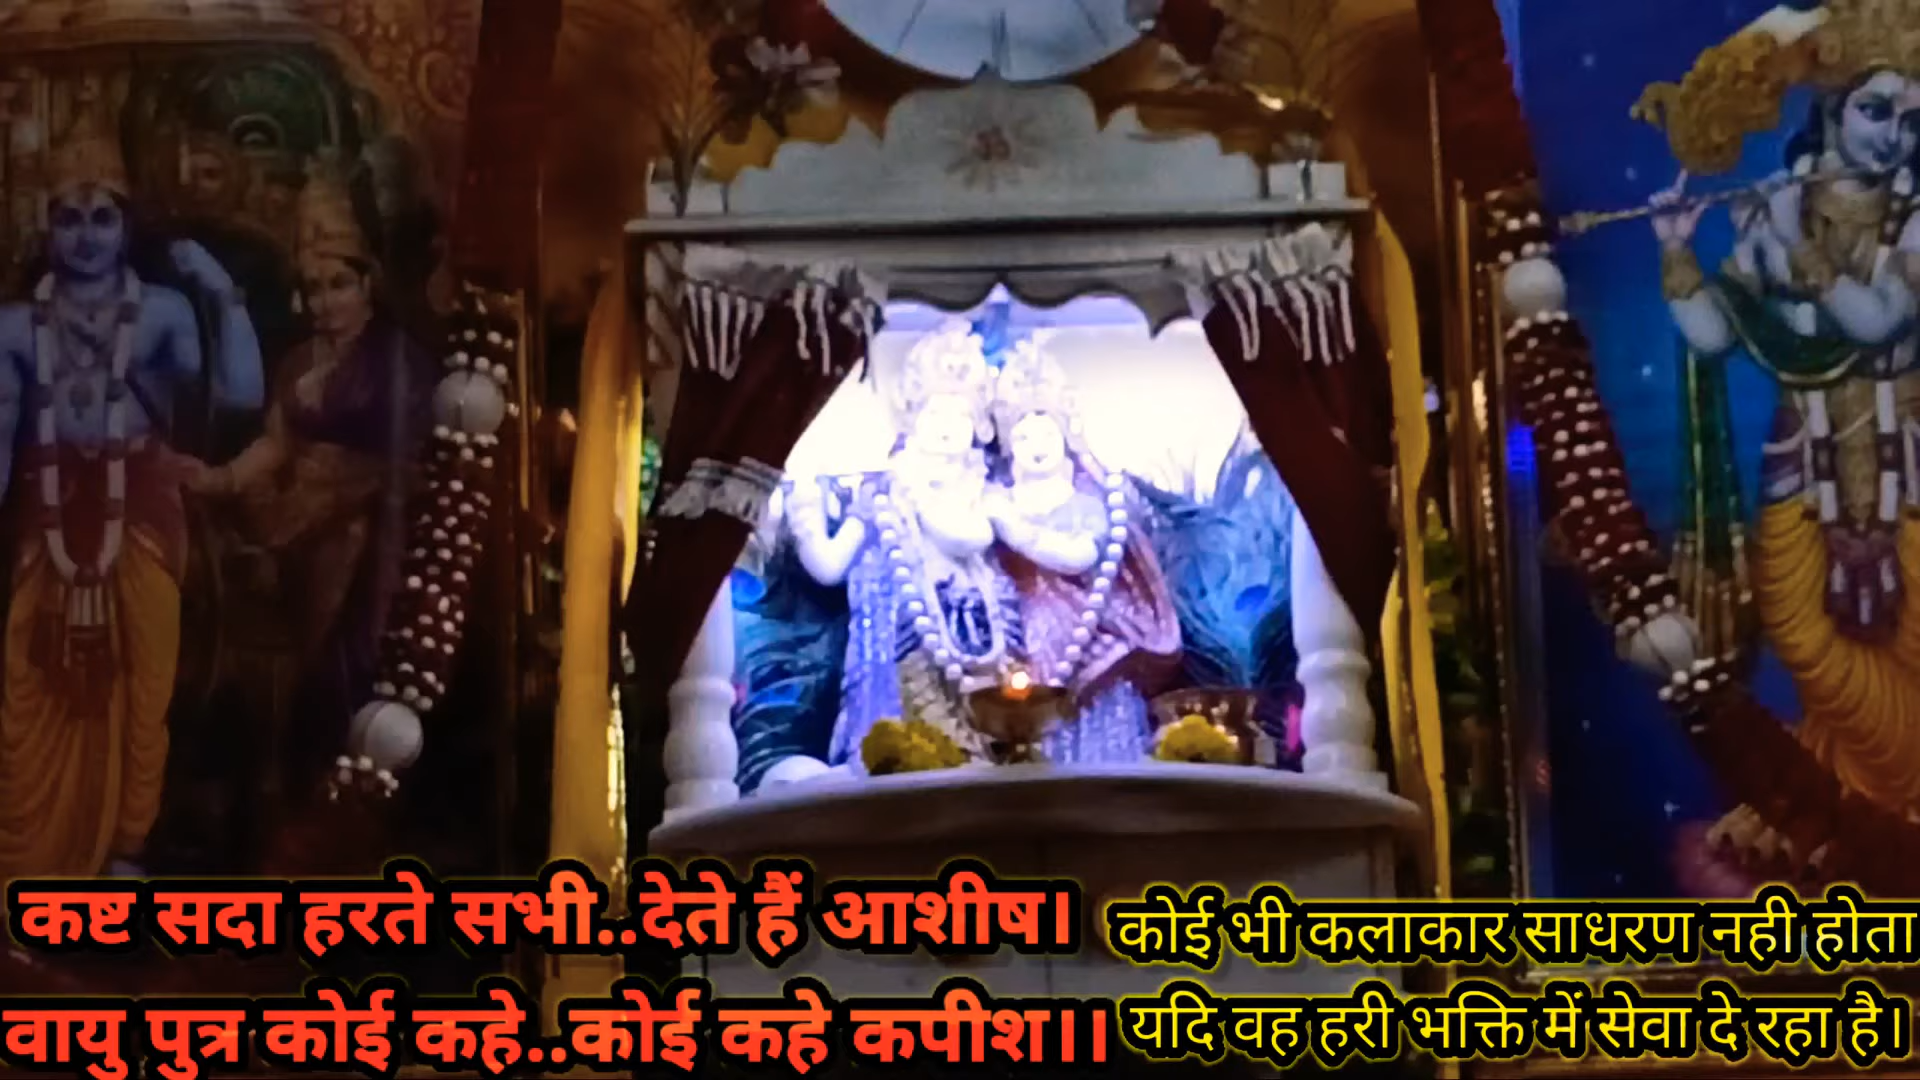 कष्ट सदा हरते सभी..देते हैं आशीष।
वायु पुत्र कोई कहे..कोई कहे कपीश।।
कोई भी कलाकार साधरण नही होता
यदि वह हरी भक्ति में सेवा दे रहा है।